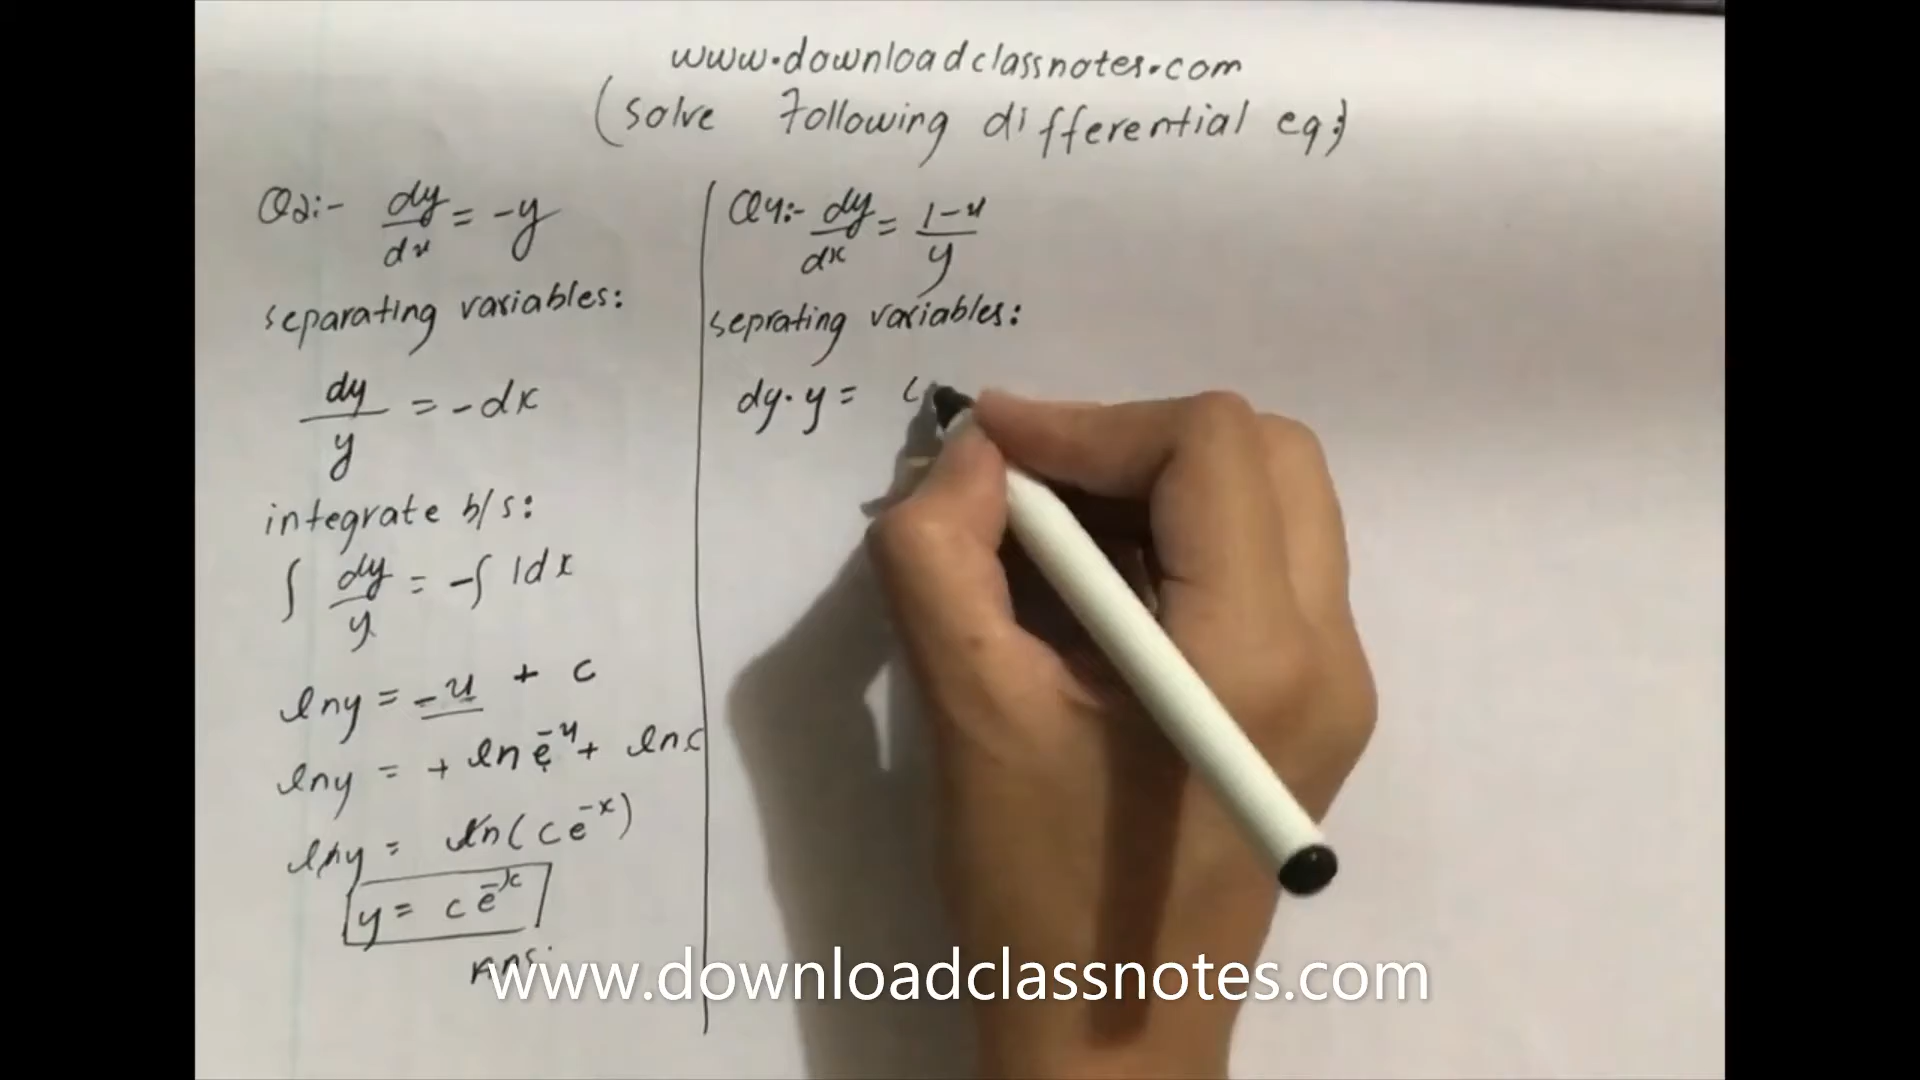 www.downloadclassnotes.com
(solve following differential eq:)
Q2:- dy/dx = -y
separating variables:
dy/y = -dx
integrate b/s:
∫ dy/y = -∫ 1dx
lny = -x + c
lny = + ln e^-x + lnc
lny = ln(ce^-x)
y = ce^-x
Ans:
Q4:- dy/dx = 1-x/y
seprating variables:
dy.y = (
www.downloadclassnotes.com